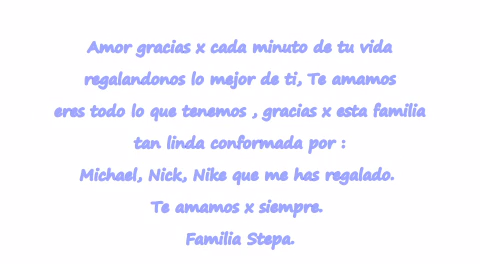 Amor gracias x cada minuto de tu vida
regalandonos lo mejor de ti, Te amamos
eres todo lo que tenemos , gracias x esta familia
tan linda conformada por :
Michael, Nick, Nike que me has regalado.
Te amamos x siempre.
Familia Stepa.